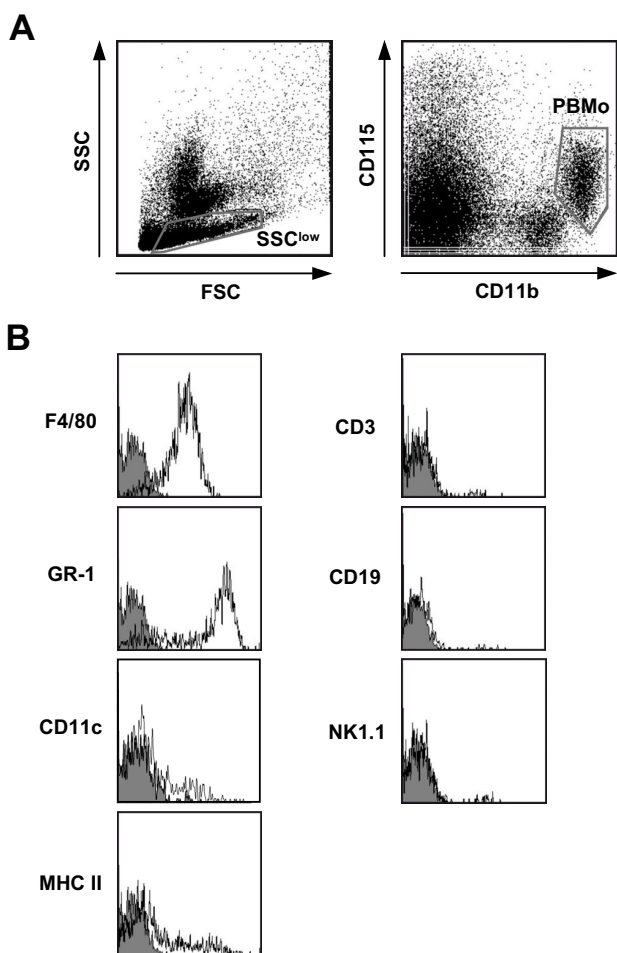 A
SSC
SSClow
FSC
CD115
PBMo
CD11b
B
F4/80
CD3
GR-1
CD19
CD11c
NK1.1
MHC II